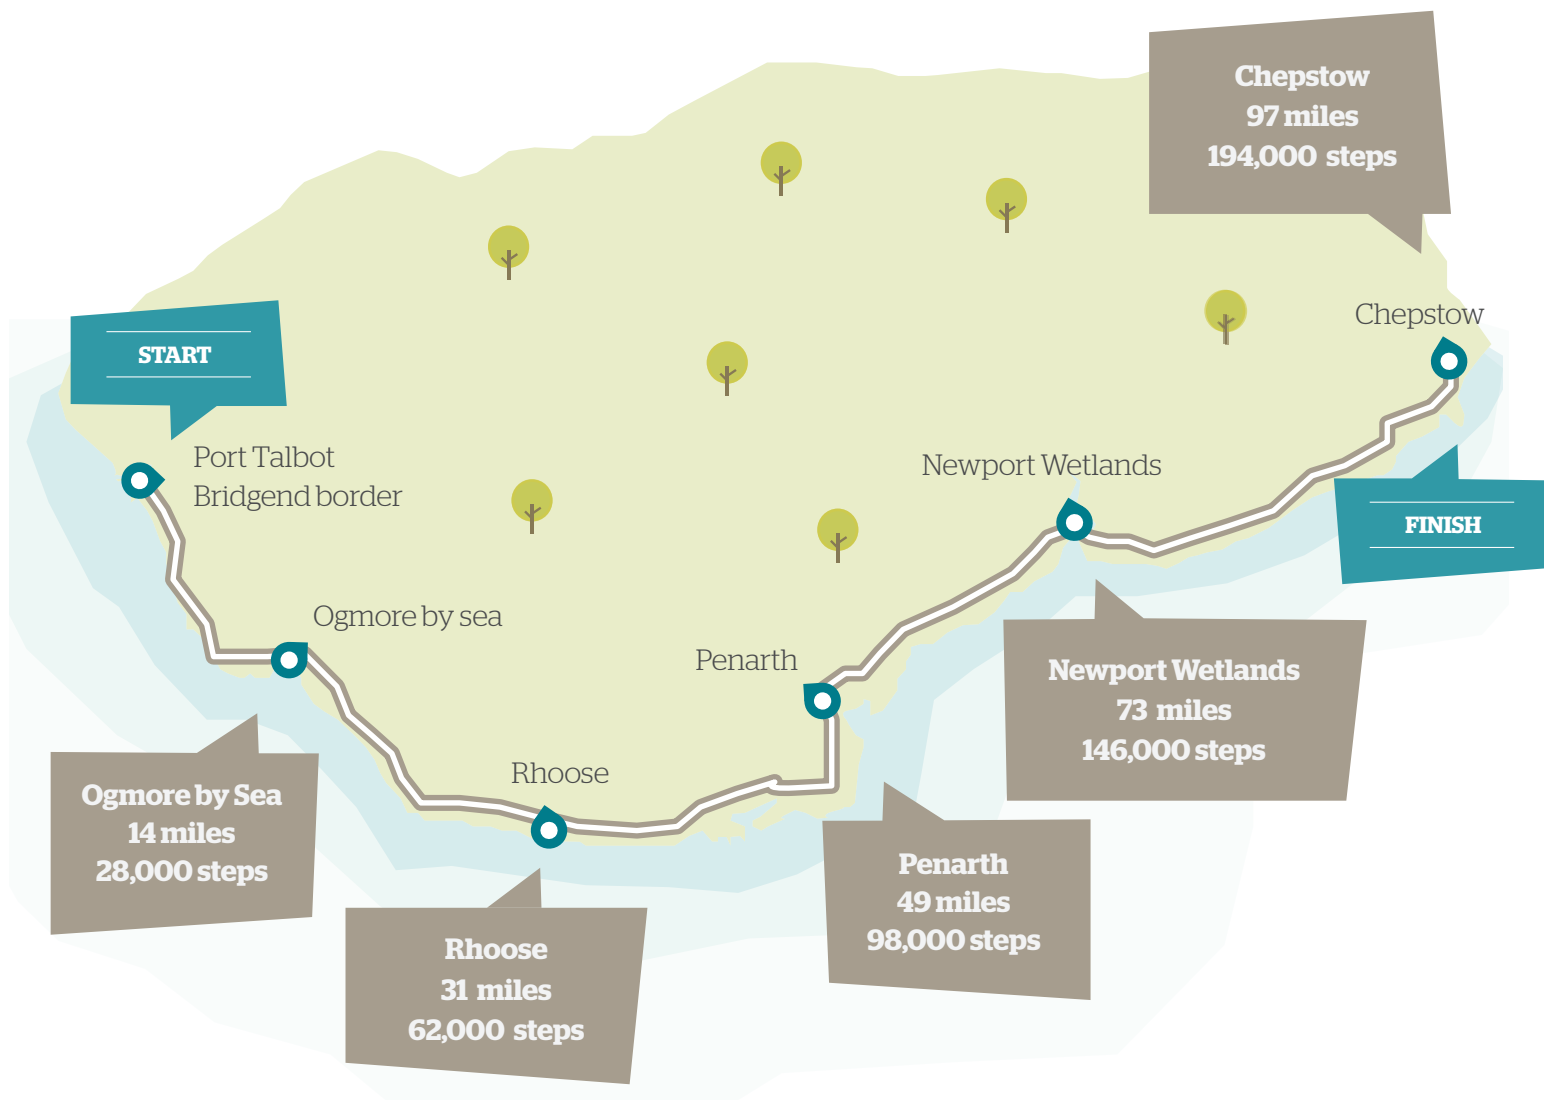 Chepstow
97 miles
194,000 steps
START
Chepstow
Port Talbot
Bridgend border
Newport Wetlands
FINISH
Ogmore by sea
Penarth
Newport Wetlands
73 miles
146,000 steps
Rhoose
Ogmore by Sea
14 miles
28,000 steps
Penarth
49 miles
98,000 steps
Rhoose
31 miles
62,000 steps